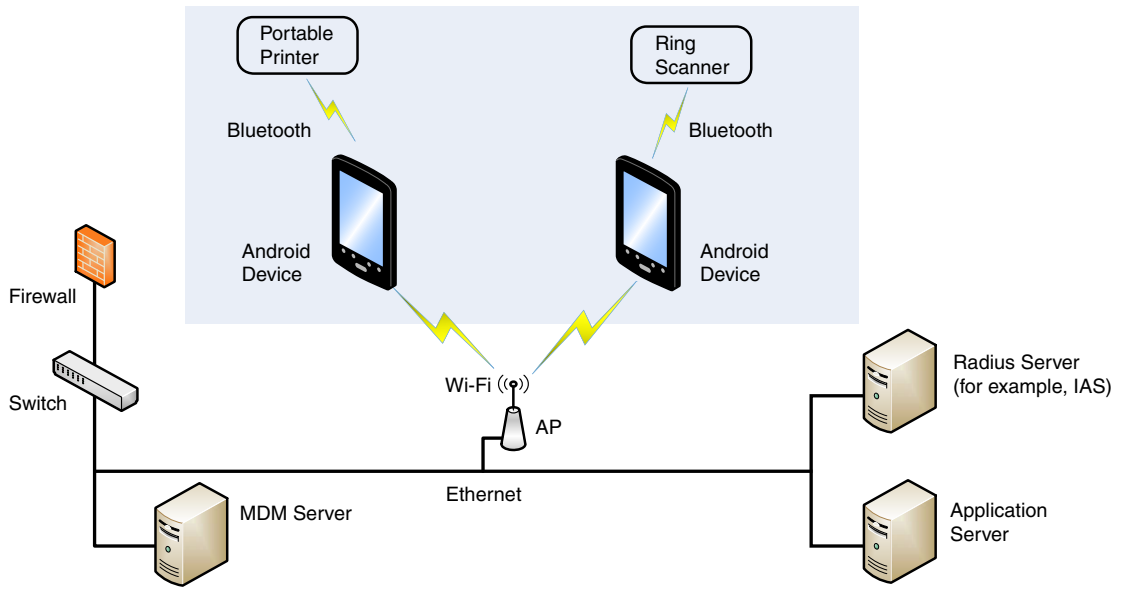 Portable
Printer
Ring
Scanner
Bluetooth
Bluetooth
Android
Device
Android
Device
Firewall
Switch
Wi-Fi
AP
Radius Server
(for example, IAS)
Ethernet
MDM Server
Application
Server